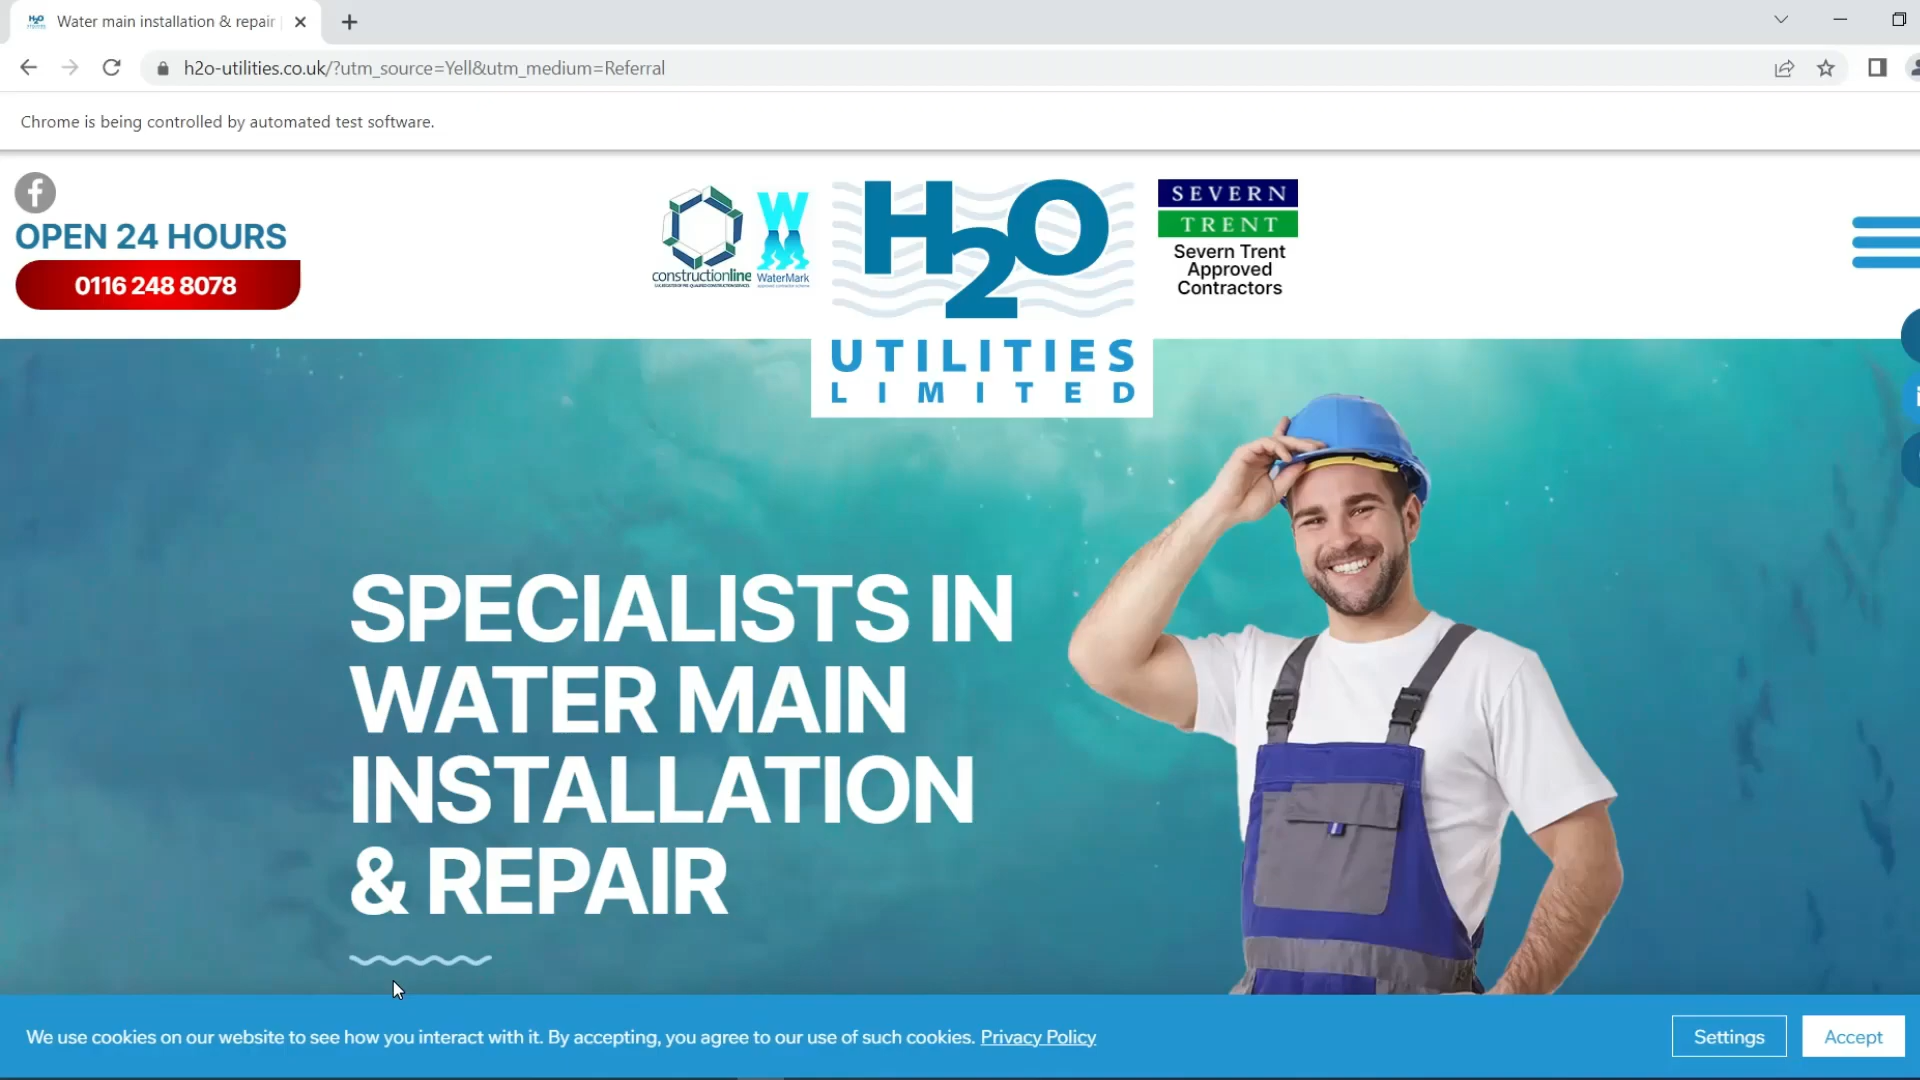 H2O
Water main installation & repair
h2o-utilities.co.uk/?utm_source=Yell&utm_medium=Referral
Chrome is being controlled by automated test software.
OPEN 24 HOURS
0116 248 8078
constructionline
WM
WaterMark
H2O
UTILITIES
LIMITED
SEVERN
TRENT
Severn Trent
Approved
Contractors
SPECIALISTS IN
WATER MAIN
INSTALLATION
& REPAIR
We use cookies on our website to see how you interact with it. By accepting, you agree to our use of such cookies. Privacy Policy
Settings
Accept